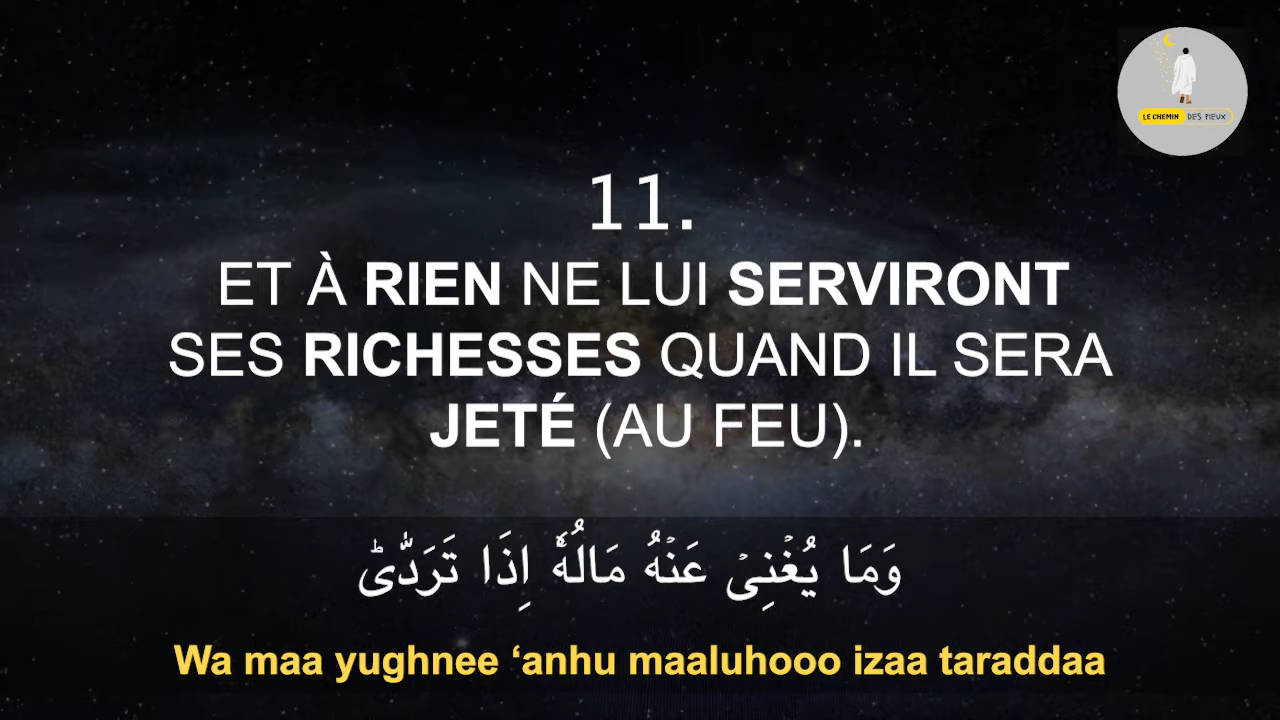 LE CHEMIN DES PIEUX
11.
ET À RIEN NE LUI SERVIRONT
SES RICHESSES QUAND IL SERA
JETÉ (AU FEU).
وَمَا يُغْنِىْ عَنْهُ مَالُهٗۤ اِذَا تَرَدّٰىؕ
Wa maa yughnee ‘anhu maaluhooo izaa taraddaa